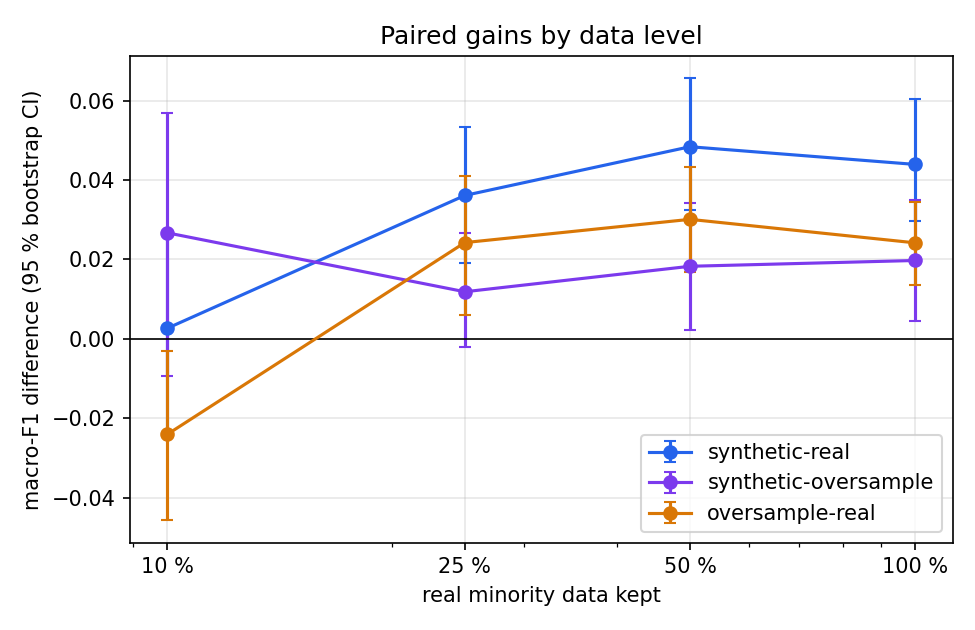 Paired gains by data level
macro-F1 difference (95 % bootstrap CI)
0.06
0.04
0.02
0.00
−0.02
−0.04
synthetic-real
synthetic-oversample
oversample-real
10 %
25 %
50 %
100 %
real minority data kept